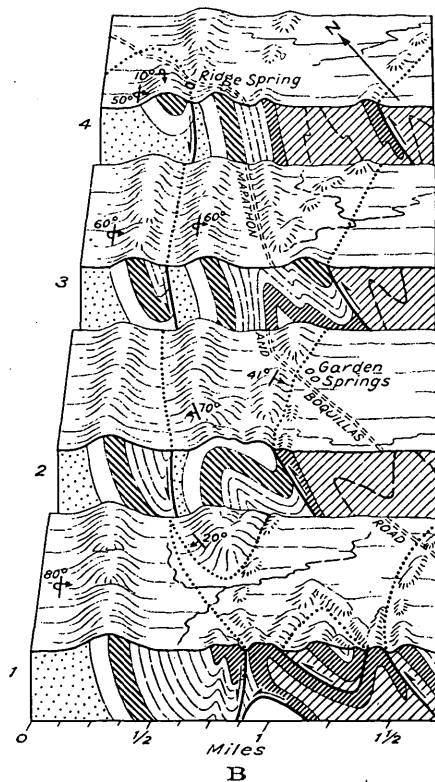 N
10°
Ridge Spring
50°
4
MARATHON
60°
60°
3
AND
Garden
Springs
41°
BOQUILLAS
70°
2
ROAD
20°
80°
1
0
1/2
1
1 1/2
Miles
B